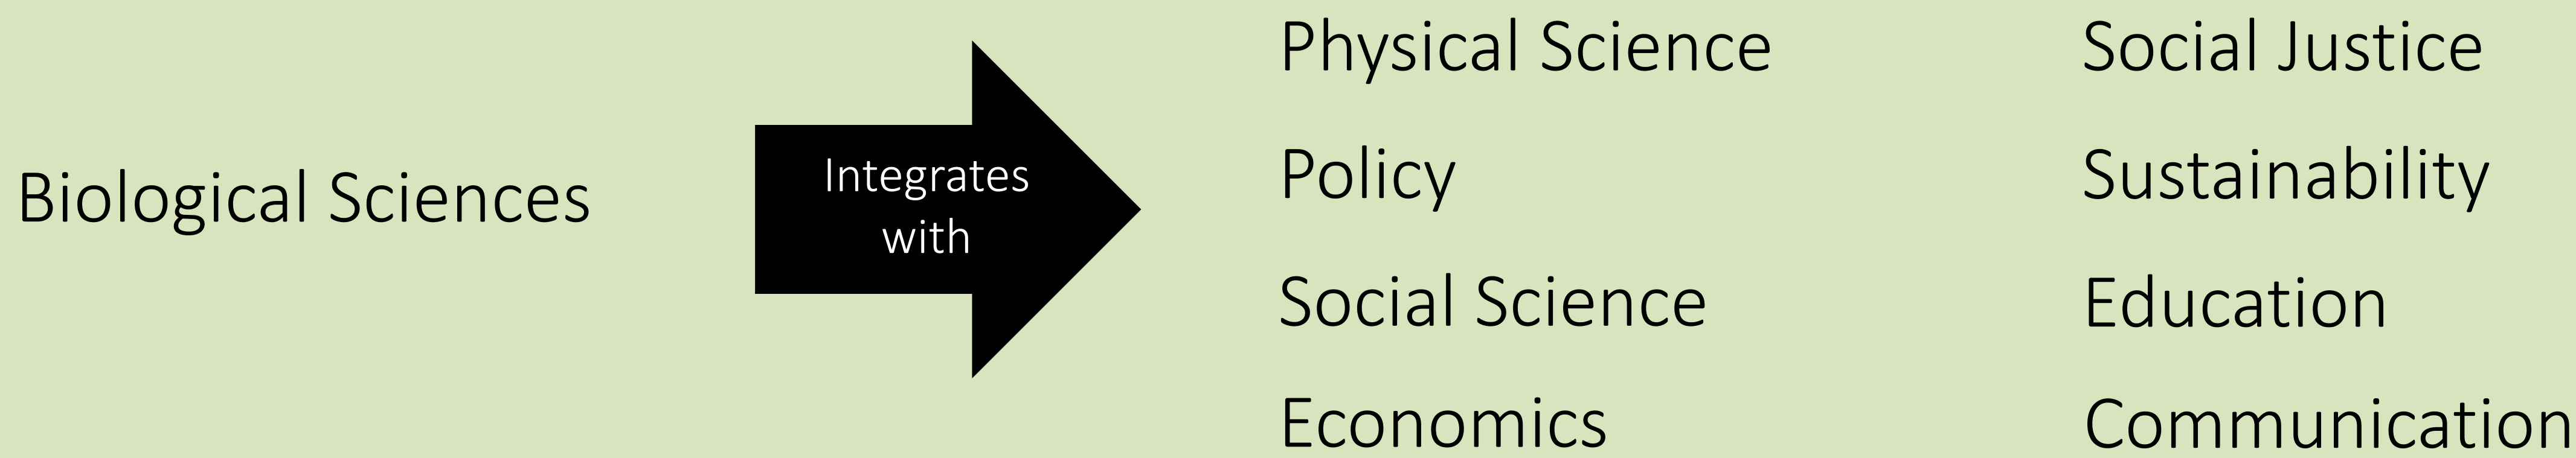 Biological Sciences
Integrates
with
Physical Science
Policy
Social Science
Economics
Social Justice
Sustainability
Education
Communication